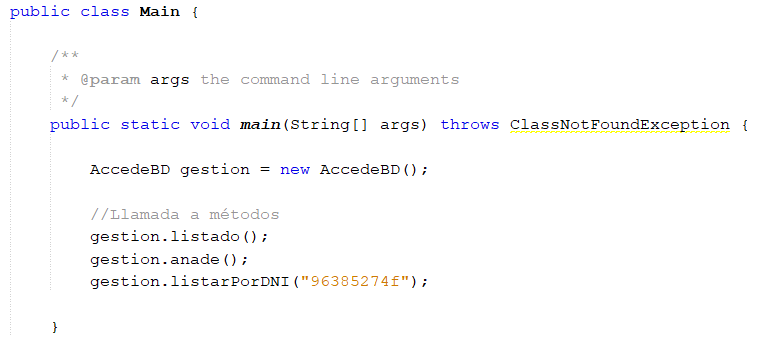 public class Main {
/**
* @param args the command line arguments
*/
public static void main(String[] args) throws ClassNotFoundException {
AccedeBD gestion = new AccedeBD();
//Llamada a métodos
gestion.listado();
gestion.anade();
gestion.listarPorDNI("96385274f");
}